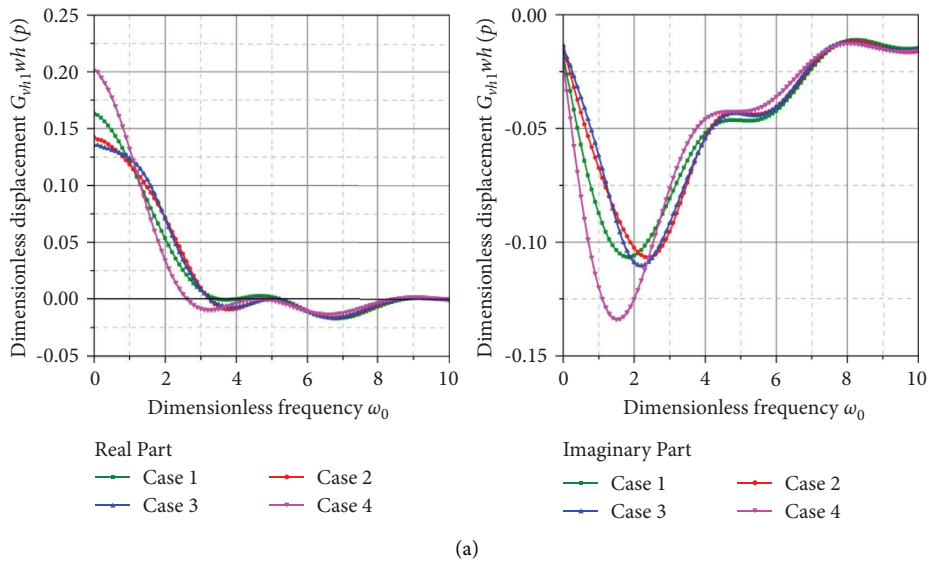 0.25
0.20
0.15
0.10
0.05
0.00
-0.05
Dimensionless displacement G_vh1wh (p)
0 2 4 6 8 10
Dimensionless frequency ω₀
Real Part
Case 1 Case 2
Case 3 Case 4
0.00
-0.05
-0.10
-0.15
Dimensionless displacement G_vh1wh (p)
0 2 4 6 8 10
Dimensionless frequency ω₀
Imaginary Part
Case 1 Case 2
Case 3 Case 4
(a)